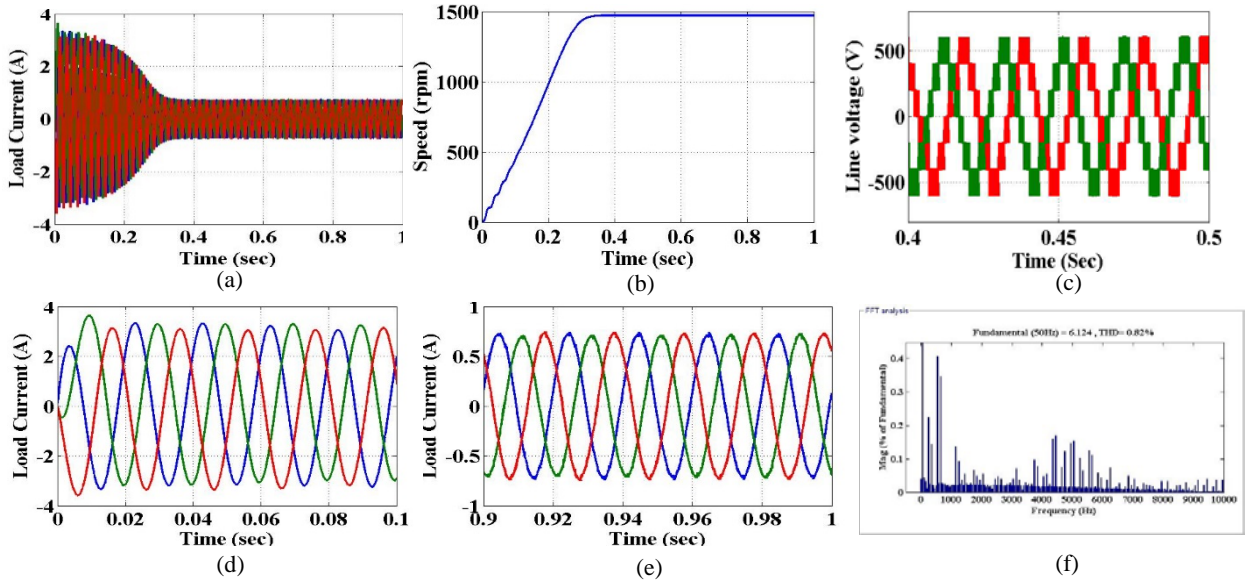 4
2
0
-2
-4
Load Current (A)
0 0.2 0.4 0.6 0.8 1
Time (sec)
(a)
1500
1000
500
0
Speed (rpm)
0 0.2 0.4 0.6 0.8 1
Time (sec)
(b)
500
0
-500
Line voltage (V)
0.4 0.45 0.5
Time (Sec)
(c)
4
2
0
-2
-4
Load Current (A)
0 0.02 0.04 0.06 0.08 0.1
Time (sec)
(d)
1
0.5
0
-0.5
-1
Load Current (A)
0.9 0.92 0.94 0.96 0.98 1
Time (sec)
(e)
FFT analysis
Fundamental (50Hz) = 6.124 , THD= 0.82%
0.4
0.3
0.2
0.1
0
Mag (% of Fundamental)
0 1000 2000 3000 4000 5000 6000 7000 8000 9000 10000
Frequency (Hz)
(f)